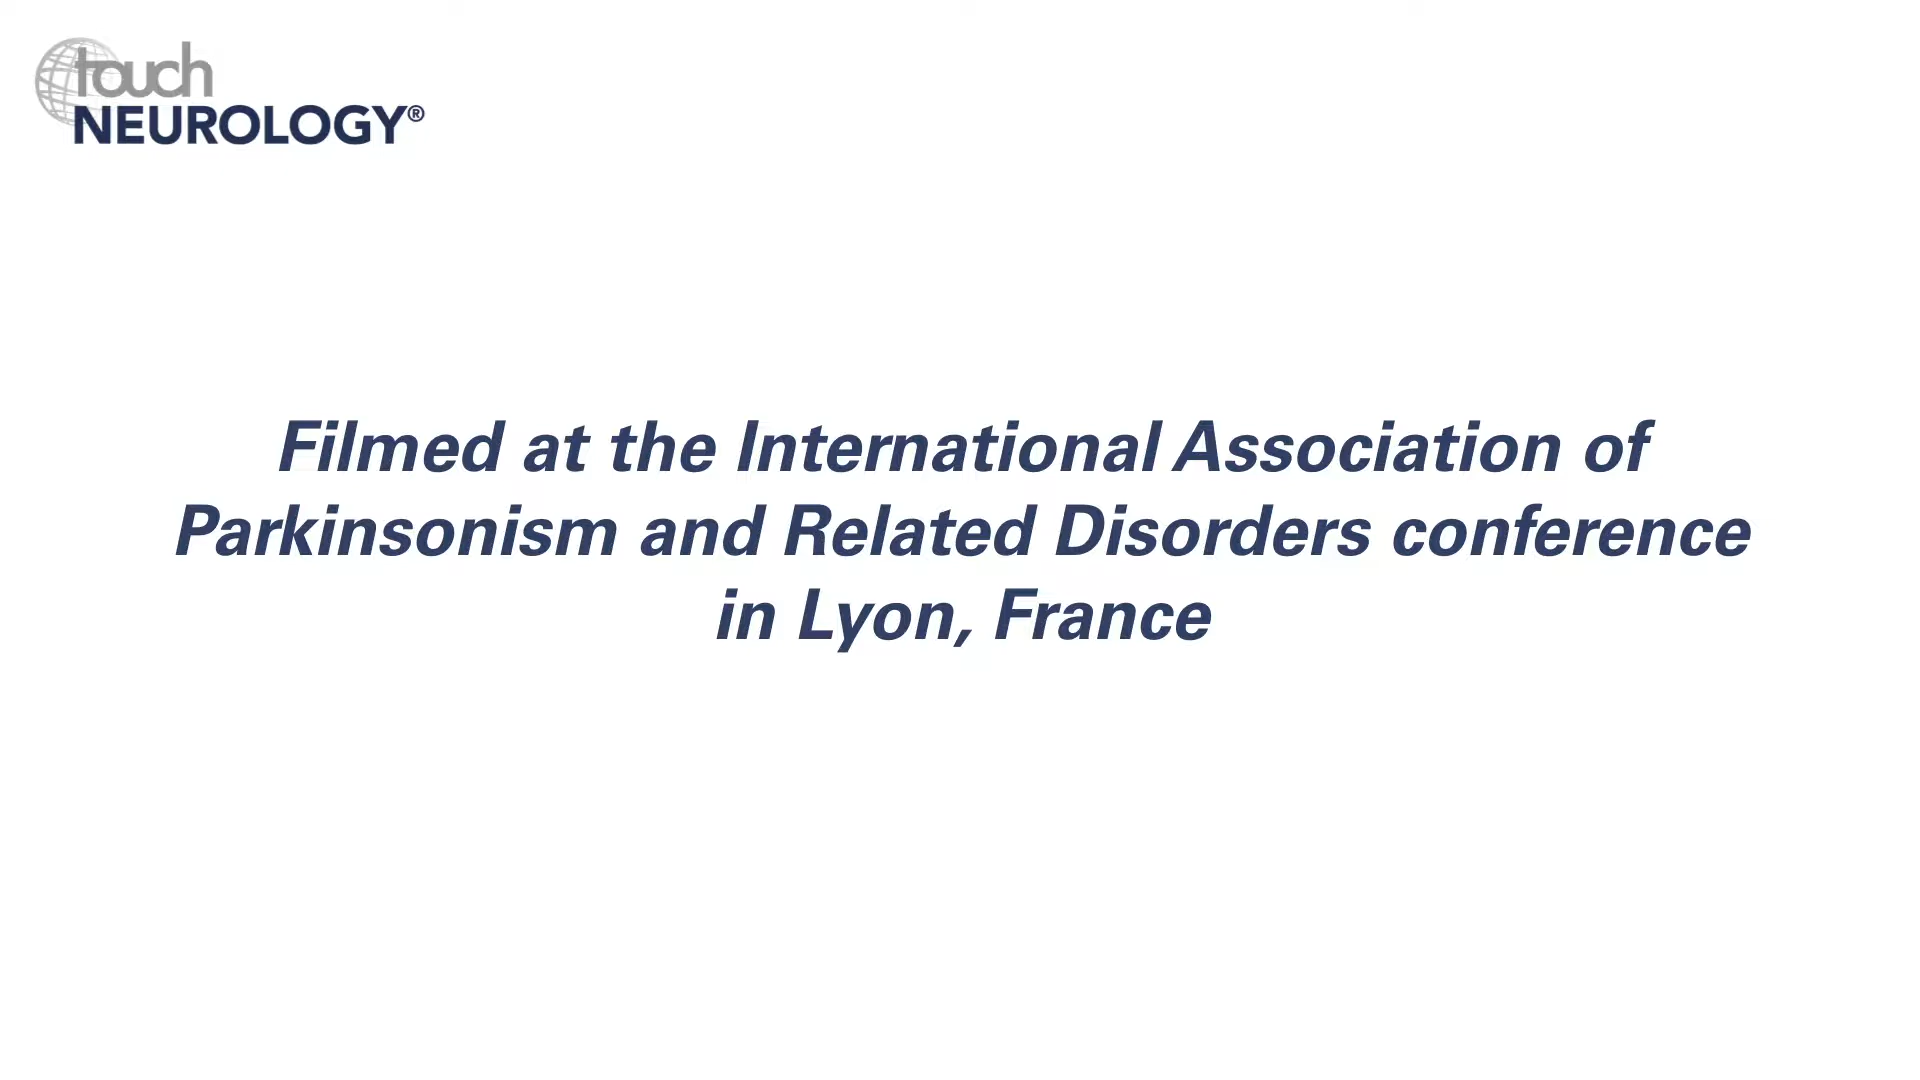 touch
NEUROLOGY®
Filmed at the International Association of
Parkinsonism and Related Disorders conference
in Lyon, France